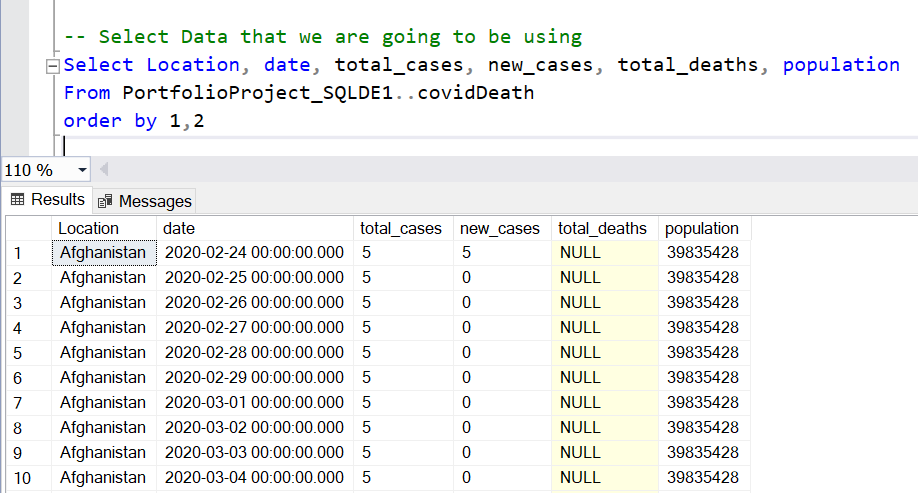 -- Select Data that we are going to be using
Select Location, date, total_cases, new_cases, total_deaths, population
From PortfolioProject_SQLDE1..covidDeath
order by 1,2
110 %
Results Messages
Location date total_cases new_cases total_deaths population
1 Afghanistan 2020-02-24 00:00:00.000 5 5 NULL 39835428
2 Afghanistan 2020-02-25 00:00:00.000 5 0 NULL 39835428
3 Afghanistan 2020-02-26 00:00:00.000 5 0 NULL 39835428
4 Afghanistan 2020-02-27 00:00:00.000 5 0 NULL 39835428
5 Afghanistan 2020-02-28 00:00:00.000 5 0 NULL 39835428
6 Afghanistan 2020-02-29 00:00:00.000 5 0 NULL 39835428
7 Afghanistan 2020-03-01 00:00:00.000 5 0 NULL 39835428
8 Afghanistan 2020-03-02 00:00:00.000 5 0 NULL 39835428
9 Afghanistan 2020-03-03 00:00:00.000 5 0 NULL 39835428
10 Afghanistan 2020-03-04 00:00:00.000 5 0 NULL 39835428